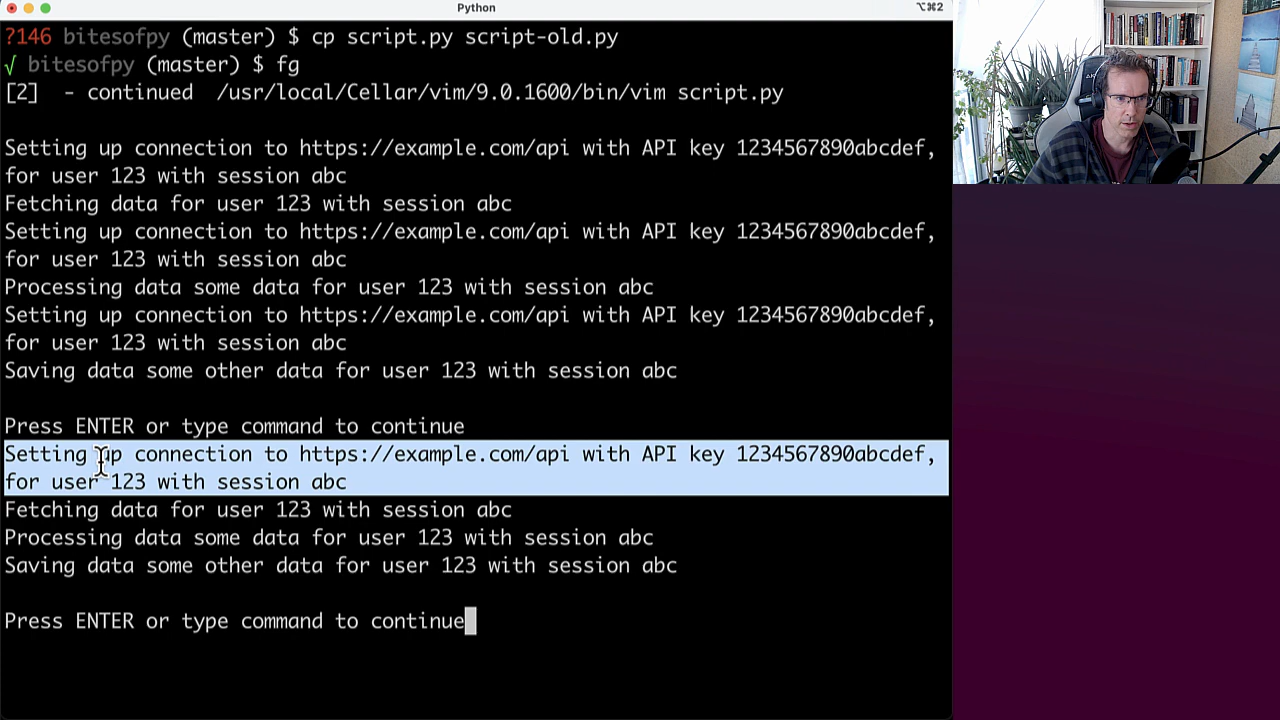 Python
⌥⌘2
?146 bitesofpy (master) $ cp script.py script-old.py
√ bitesofpy (master) $ fg
[2]  - continued  /usr/local/Cellar/vim/9.0.1600/bin/vim script.py
Setting up connection to https://example.com/api with API key 1234567890abcdef,
for user 123 with session abc
Fetching data for user 123 with session abc
Setting up connection to https://example.com/api with API key 1234567890abcdef,
for user 123 with session abc
Processing data some data for user 123 with session abc
Setting up connection to https://example.com/api with API key 1234567890abcdef,
for user 123 with session abc
Saving data some other data for user 123 with session abc
Press ENTER or type command to continue
Setting up connection to https://example.com/api with API key 1234567890abcdef,
for user 123 with session abc
Fetching data for user 123 with session abc
Processing data some data for user 123 with session abc
Saving data some other data for user 123 with session abc
Press ENTER or type command to continue